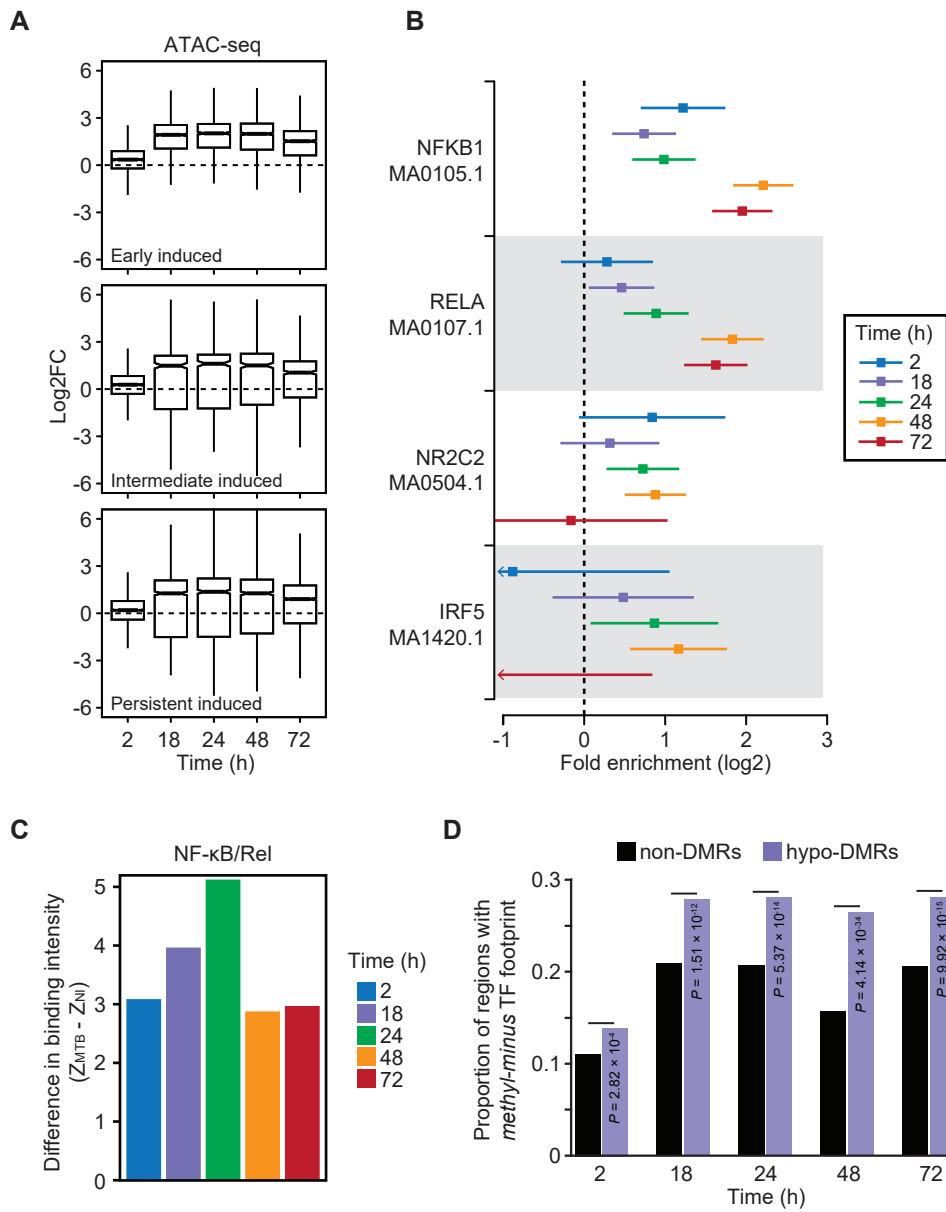 A
ATAC-seq
6
3
0
-3
-6
Early induced
6
3
0
-3
-6
Intermediate induced
6
3
0
-3
-6
Persistent induced
Log2FC
2 18 24 48 72
Time (h)
B
NFKB1
MA0105.1
RELA
MA0107.1
NR2C2
MA0504.1
IRF5
MA1420.1
-1 0 1 2 3
Fold enrichment (log2)
Time (h)
2
18
24
48
72
C
NF-κB/Rel
Difference in binding intensity
(ZMTB - ZNI)
5
4
3
2
1
0
Time (h)
2
18
24
48
72
D
non-DMRs hypo-DMRs
Proportion of regions with
methyl-minus TF footprint
0.3
0.2
0.1
0
P = 2.82 × 10-4
P = 1.51 × 10-12
P = 5.37 × 10-14
P = 4.14 × 10-34
P = 9.92 × 10-15
2 18 24 48 72
Time (h)